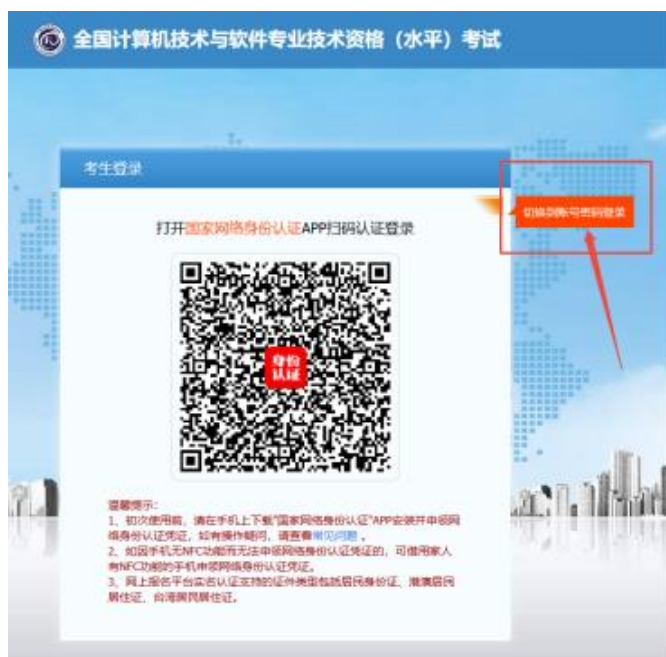 全国计算机技术与软件专业技术资格（水平）考试
考生登录
切换到账号密码登录
打开国家网络身份认证APP扫码认证登录
身份
认证
温馨提示：
1、初次使用前，请在手机上下载“国家网络身份认证”APP安装并申领网
络身份认证凭证，如有操作疑问，请查看常见问题 。
2、如因手机无NFC功能而无法申领网络身份认证凭证的，可借用家人
有NFC功能的手机申领网络身份认证凭证。
3、网上报名平台实名认证支持的证件类型包括居民身份证、港澳居民
居住证、台湾居民居住证。